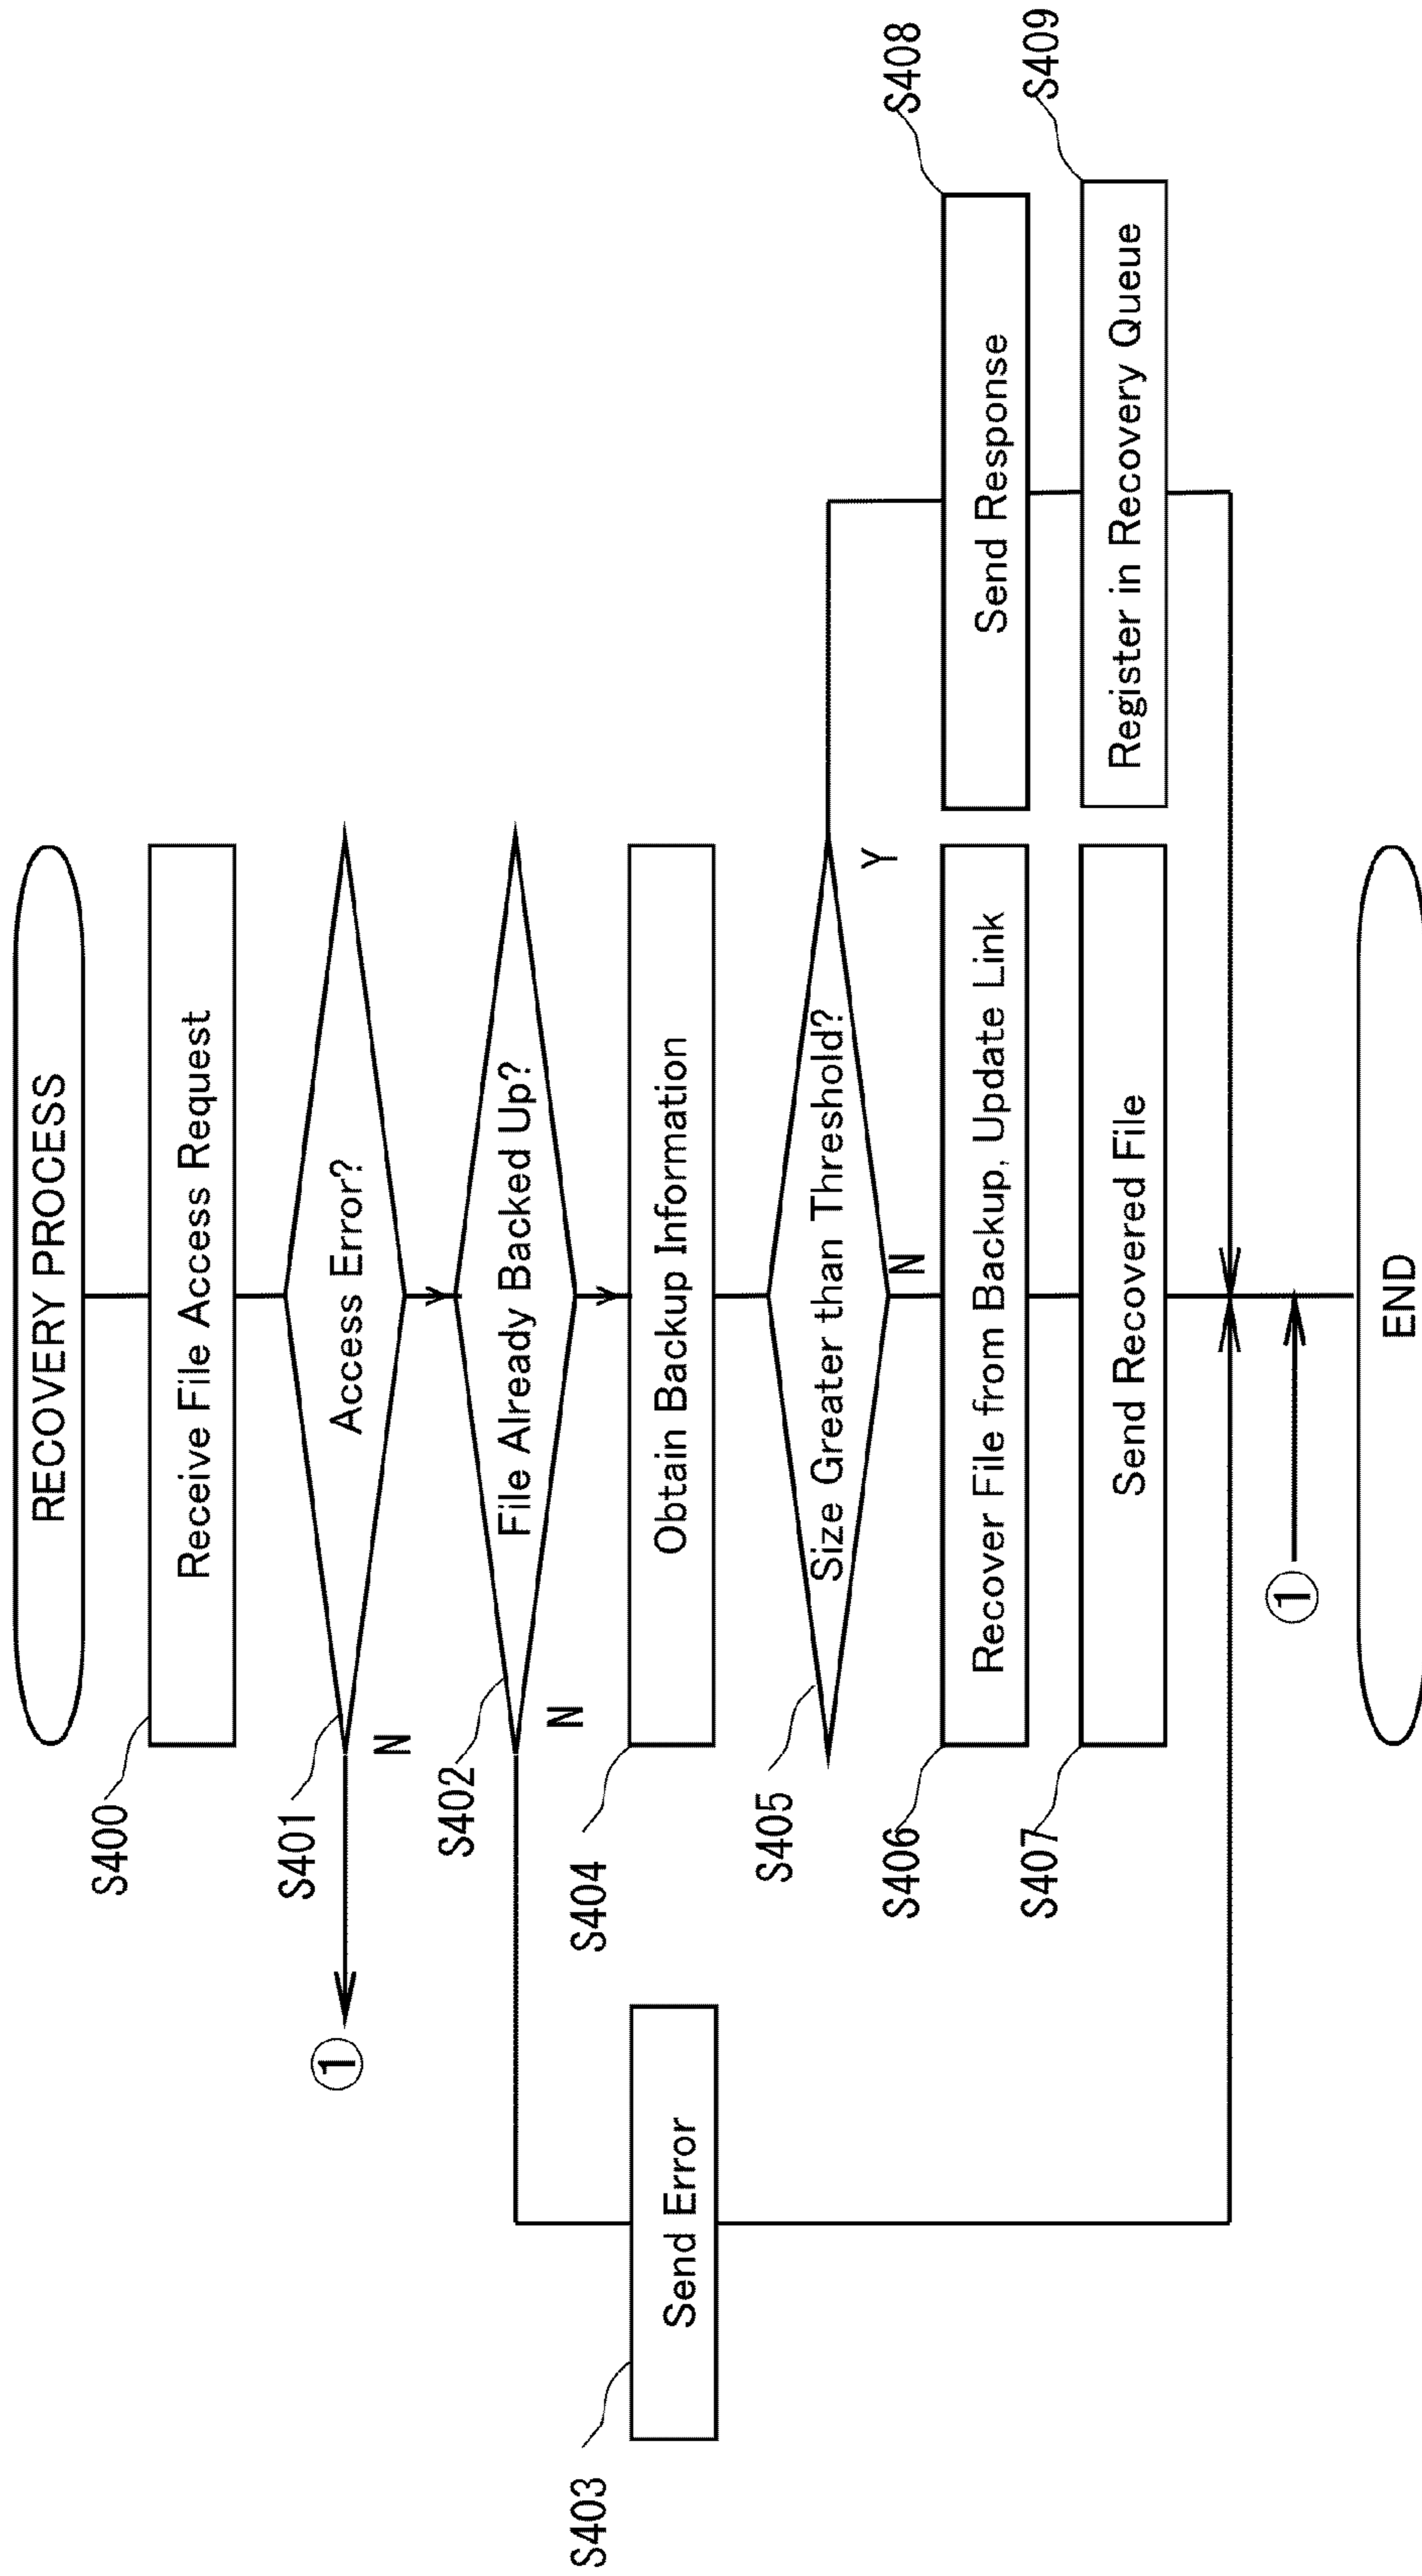 RECOVERY PROCESS
S400
Receive File Access Request
S401
Access Error?
N
①
S402
File Already Backed Up?
N
S403
Send Error
S404
Obtain Backup Information
S405
Size Greater than Threshold?
Y
N
S406
Recover File from Backup, Update Link
S408
Send Response
S407
Send Recovered File
S409
Register in Recovery Queue
①
END